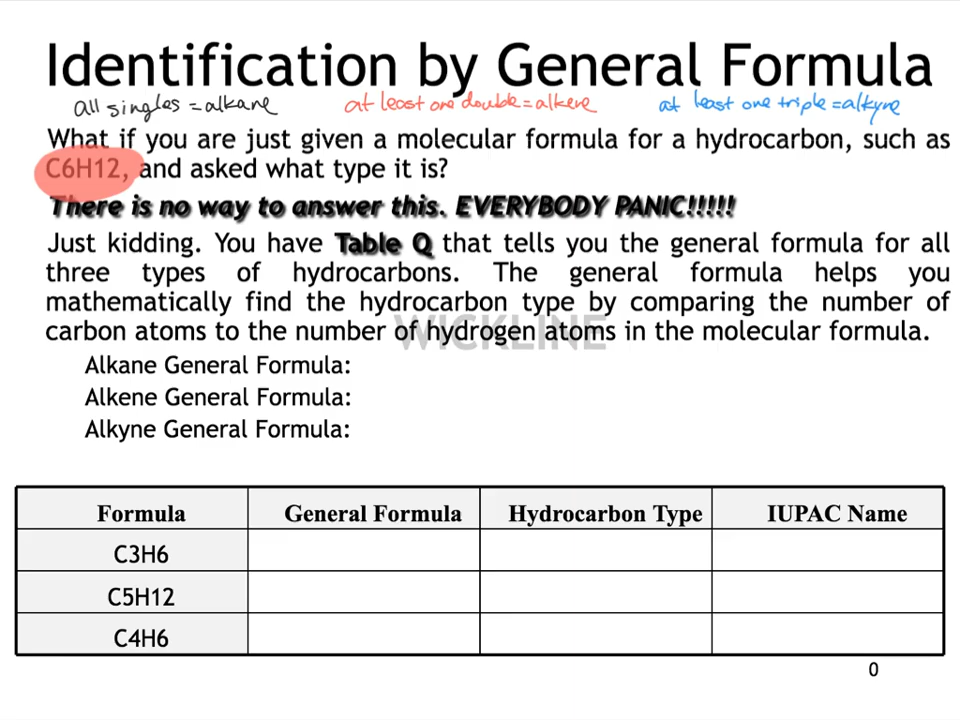 Identification by General Formula
all singles = alkane at least one double = alkene at least one triple = alkyne
What if you are just given a molecular formula for a hydrocarbon, such as
C6H12, and asked what type it is?
There is no way to answer this. EVERYBODY PANIC!!!!!
Just kidding. You have Table Q that tells you the general formula for all
three types of hydrocarbons. The general formula helps you
mathematically find the hydrocarbon type by comparing the number of
carbon atoms to the number of hydrogen atoms in the molecular formula.
WICKLINE
Alkane General Formula:
Alkene General Formula:
Alkyne General Formula:
Formula General Formula Hydrocarbon Type IUPAC Name
C3H6
C5H12
C4H6
0